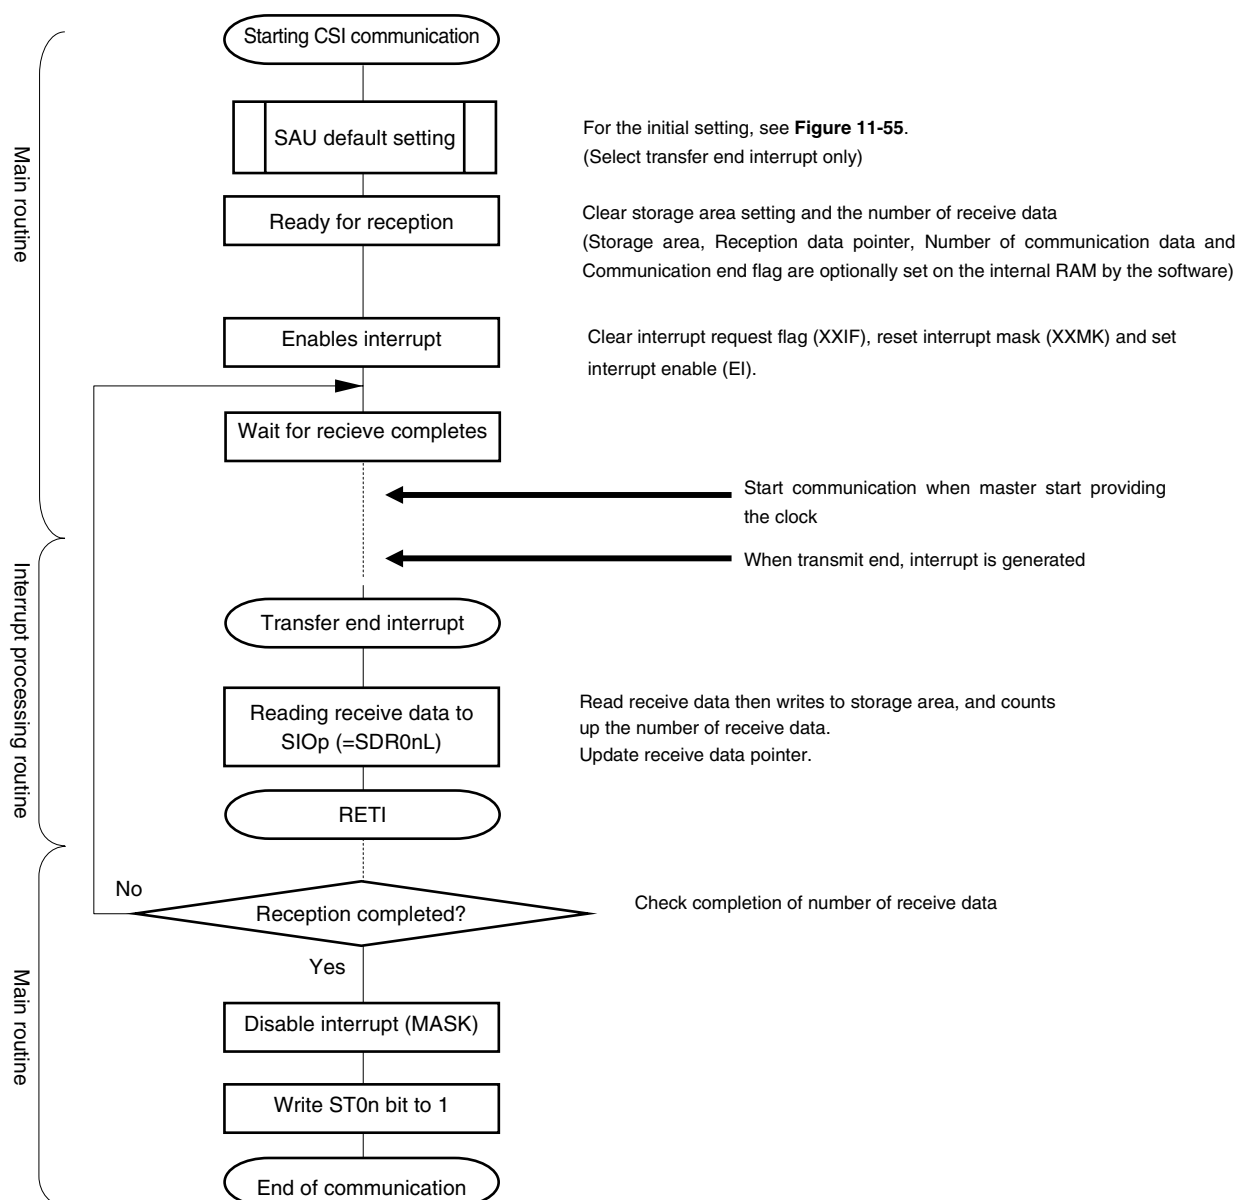 Starting CSI communication
Main routine
SAU default setting
For the initial setting, see Figure 11-55.
(Select transfer end interrupt only)
Ready for reception
Clear storage area setting and the number of receive data
(Storage area, Reception data pointer, Number of communication data and
Communication end flag are optionally set on the internal RAM by the software)
Enables interrupt
Clear interrupt request flag (XXIF), reset interrupt mask (XXMK) and set
interrupt enable (EI).
Wait for recieve completes
Start communication when master start providing
the clock
When transmit end, interrupt is generated
Interrupt processing routine
Transfer end interrupt
Reading receive data to
SIOp (=SDR0nL)
Read receive data then writes to storage area, and counts
up the number of receive data.
Update receive data pointer.
RETI
No
Reception completed?
Check completion of number of receive data
Yes
Main routine
Disable interrupt (MASK)
Write ST0n bit to 1
End of communication